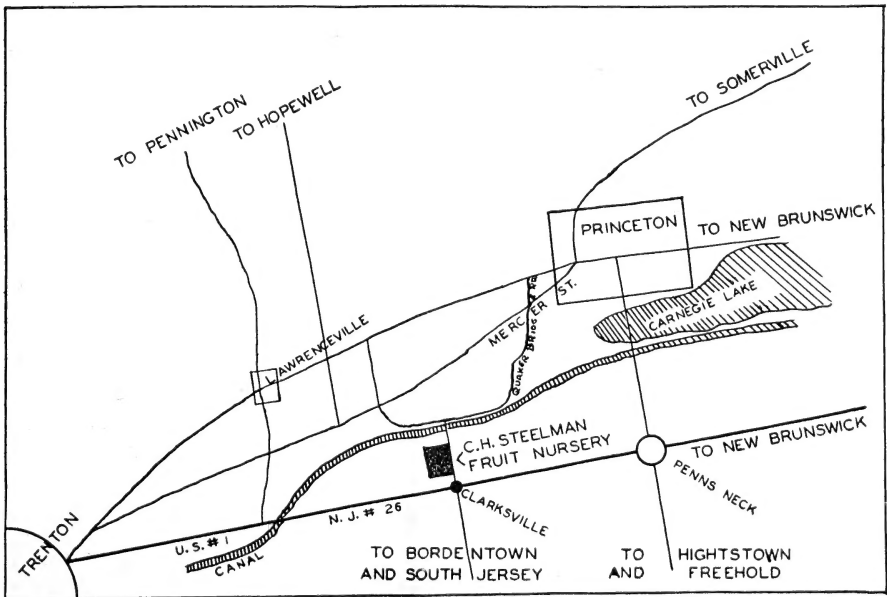 TO SOMERVILLE
TO PENNINGTON
TO HOPEWELL
PRINCETON
TO NEW BRUNSWICK
CARNEGIE LAKE
MERCER ST.
QUAKER BRIDGE RD
LAWRENCEVILLE
C.H. STEELMAN
FRUIT NURSERY
TO NEW BRUNSWICK
PENNS NECK
CLARKSVILLE
N.J. # 26
U.S. # 1
CANAL
TRENTON
TO BORDENTOWN
AND SOUTH JERSEY
TO HIGHTSTOWN
AND FREEHOLD